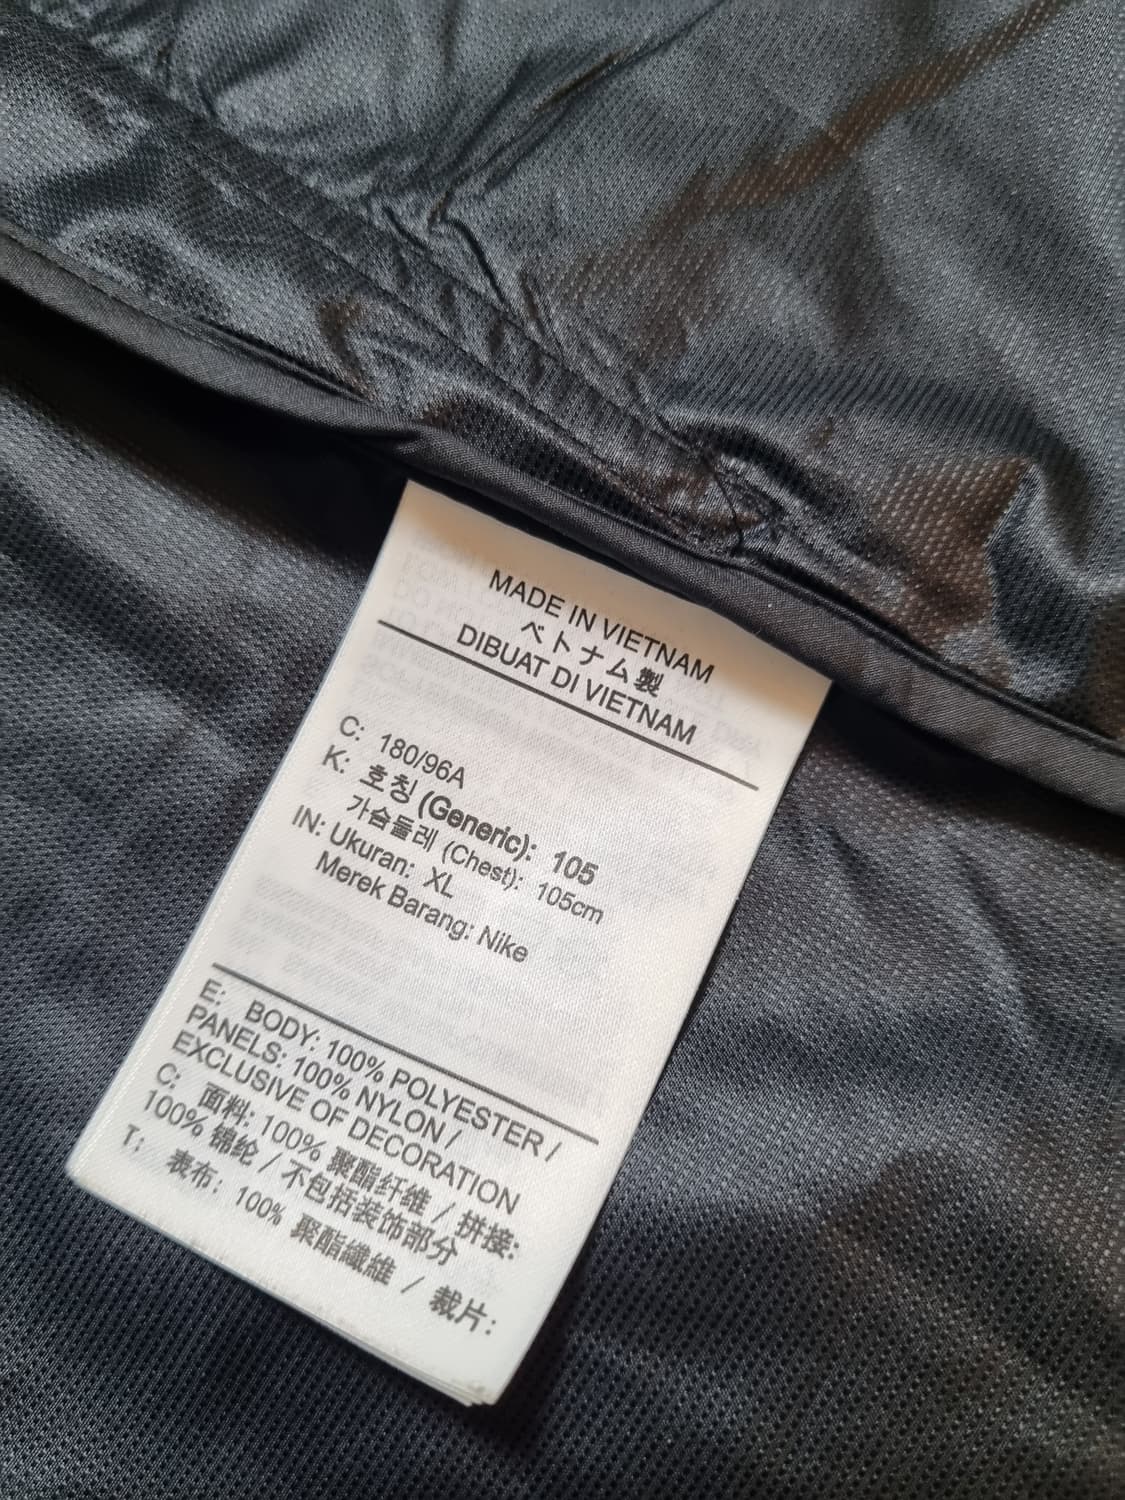 MADE IN VIETNAM
ベトナム製
DIBUAT DI VIETNAM
C: 180/96A
K: 호칭 (Generic): 105
가슴둘레 (Chest): 105cm
IN: Ukuran: XL
Merek Barang: Nike
E: BODY: 100% POLYESTER /
PANELS: 100% NYLON /
EXCLUSIVE OF DECORATION
C: 面料: 100% 聚酯纤维 / 拼接:
100% 锦纶 / 不包括装饰部分
T: 表布: 100% 聚酯纖維 / 裁片: